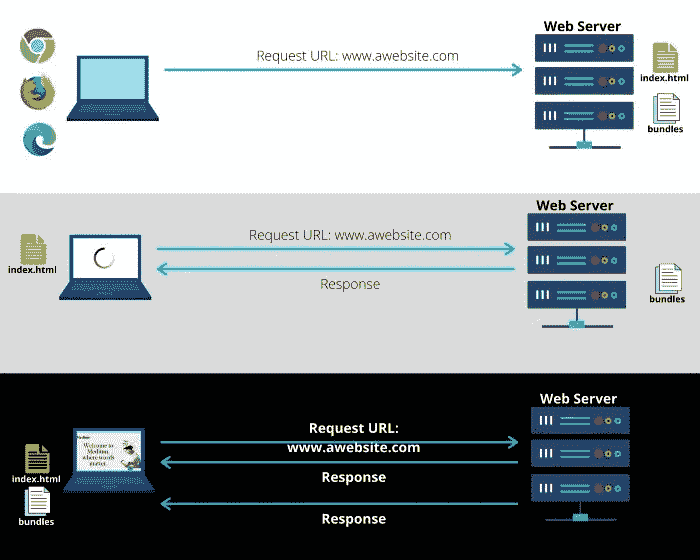 Web Server
Request URL: www.awebsite.com
index.html
bundles
Web Server
Request URL: www.awebsite.com
index.html
Response
bundles
Web Server
Request URL:
www.awebsite.com
Medium
Welcome to
Medium,
where words
matter.
Response
index.html
bundles
Response